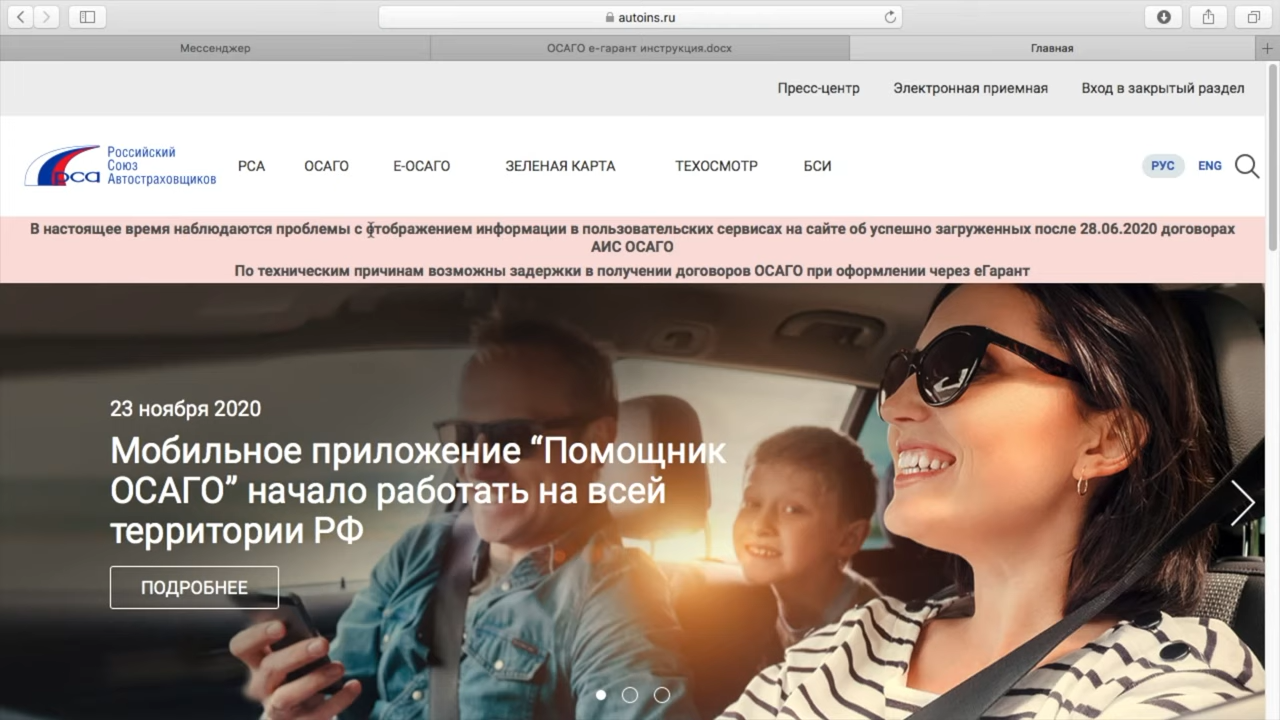 autoins.ru
Мессенджер
ОСАГО е-гарант инструкция.docx
Главная
Пресс-центр
Электронная приемная
Вход в закрытый раздел
Российский
Союз
Автостраховщиков
рса
РСА
ОСАГО
Е-ОСАГО
ЗЕЛЕНАЯ КАРТА
ТЕХОСМОТР
БСИ
РУС
ENG
В настоящее время наблюдаются проблемы с отображением информации в пользовательских сервисах на сайте об успешно загруженных после 28.06.2020 договорах
АИС ОСАГО
По техническим причинам возможны задержки в получении договоров ОСАГО при оформлении через еГарант
23 ноября 2020
Мобильное приложение “Помощник
ОСАГО” начало работать на всей
территории РФ
ПОДРОБНЕЕ